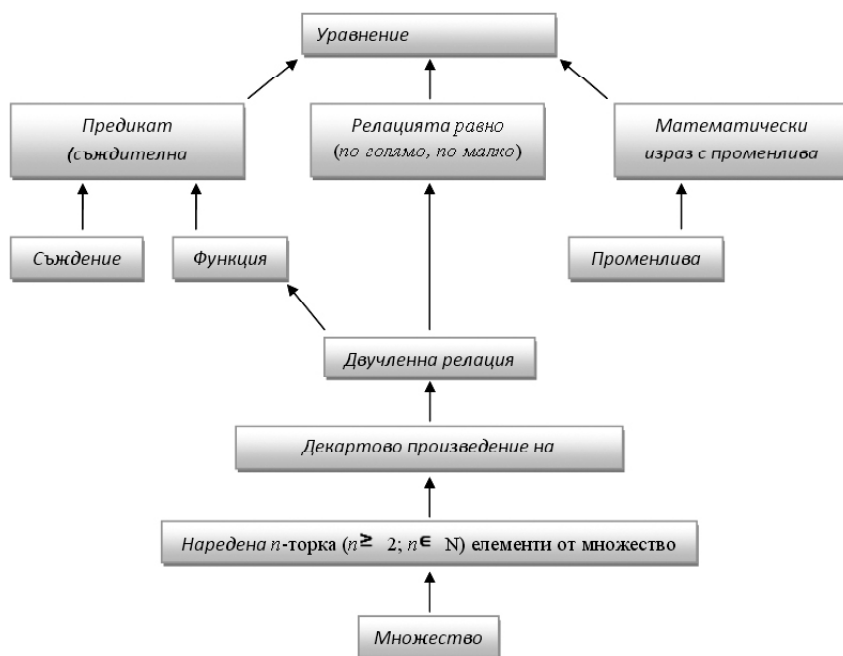 Уравнение
Предикат
(съждителна
Релацията равно
(по голямо, по малко)
Математически
израз с променлива
Съждение
Функция
Променлива
Двучленна релация
Декартово произведение на
Наредена n-торка (n≥ 2; n∈ N) елементи от множество
Множество